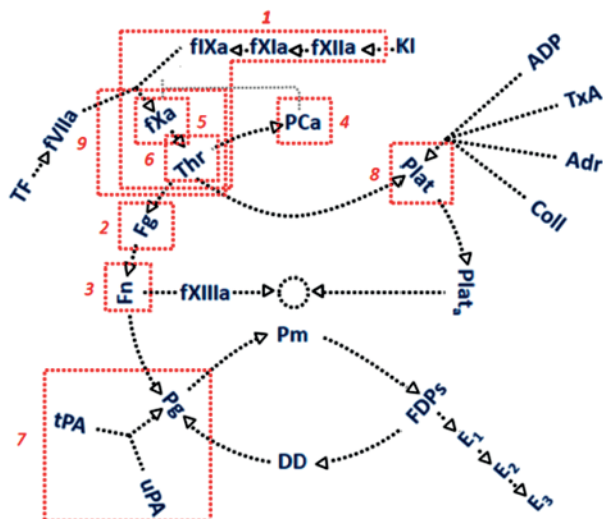 1
fIXa fXIa fXIIa KI
ADP
TxA
Adr
Coll
fVIIa
TF
9
fXa
5
PCa
4
6
Thr
8
Plat
2
Fg
3
Fn
fXIIIa
Plat a
Pm
7
tPA
uPA
Pg
FDPs
DD
E1
E2
E3